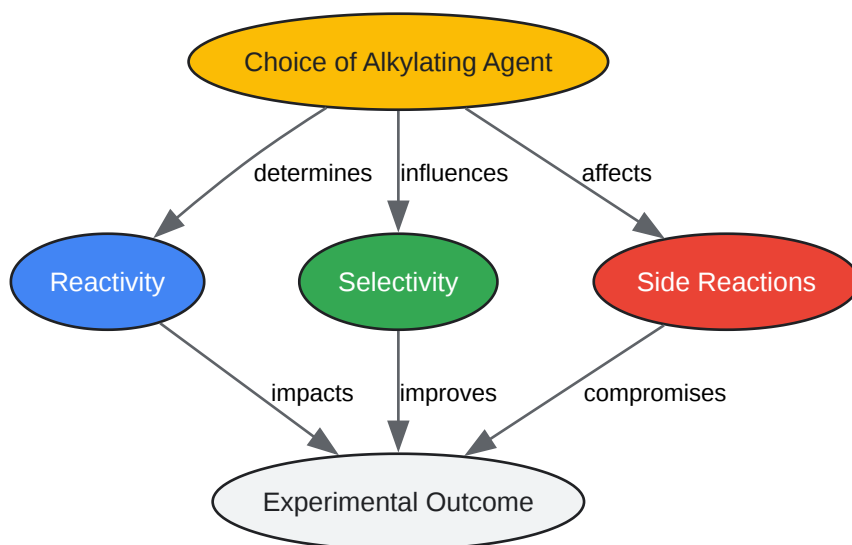 Choice of Alkylating Agent
determines
influences
affects
Reactivity
Selectivity
Side Reactions
impacts
improves
compromises
Experimental Outcome